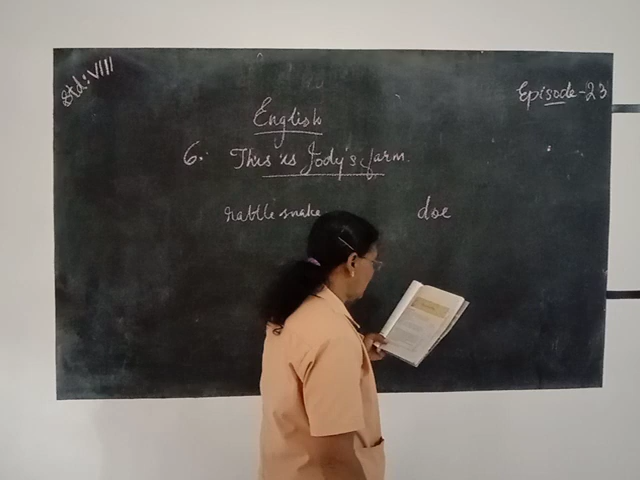 Std: VIII
Episode-23
English
6. This is Jody's farm.
rattle snake doe